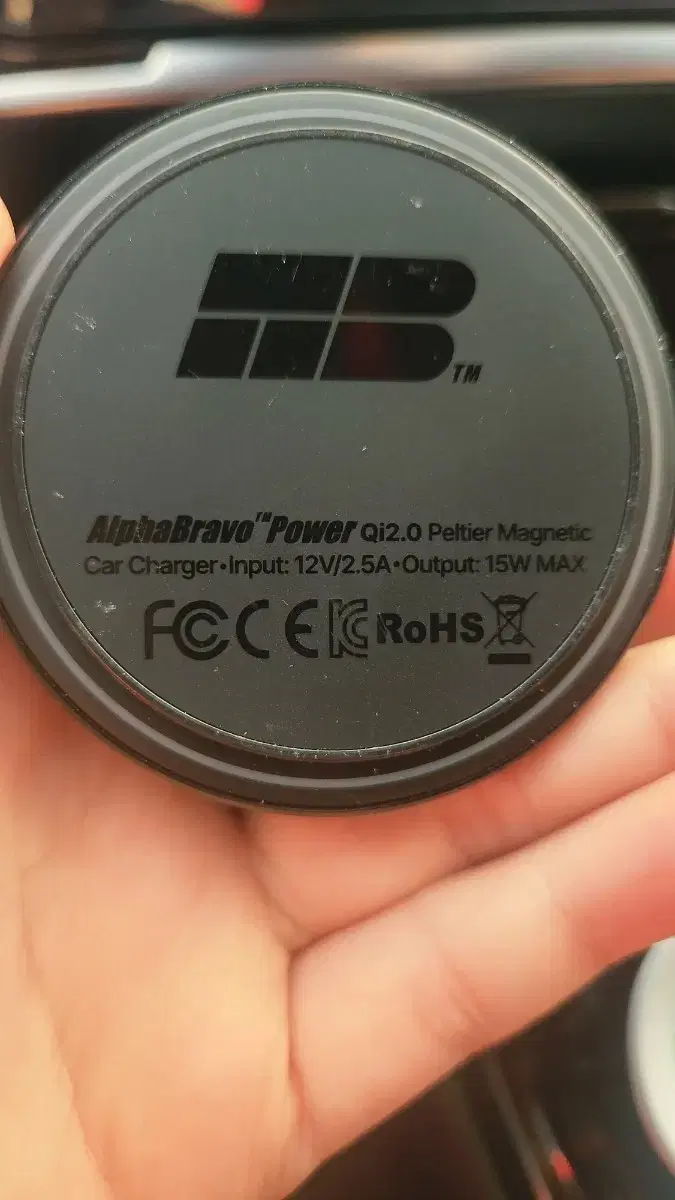 TM
AlphaBravo™Power Qi2.0 Peltier Magnetic
Car Charger•Input: 12V/2.5A•Output: 15W MAX
FC CE KC RoHS